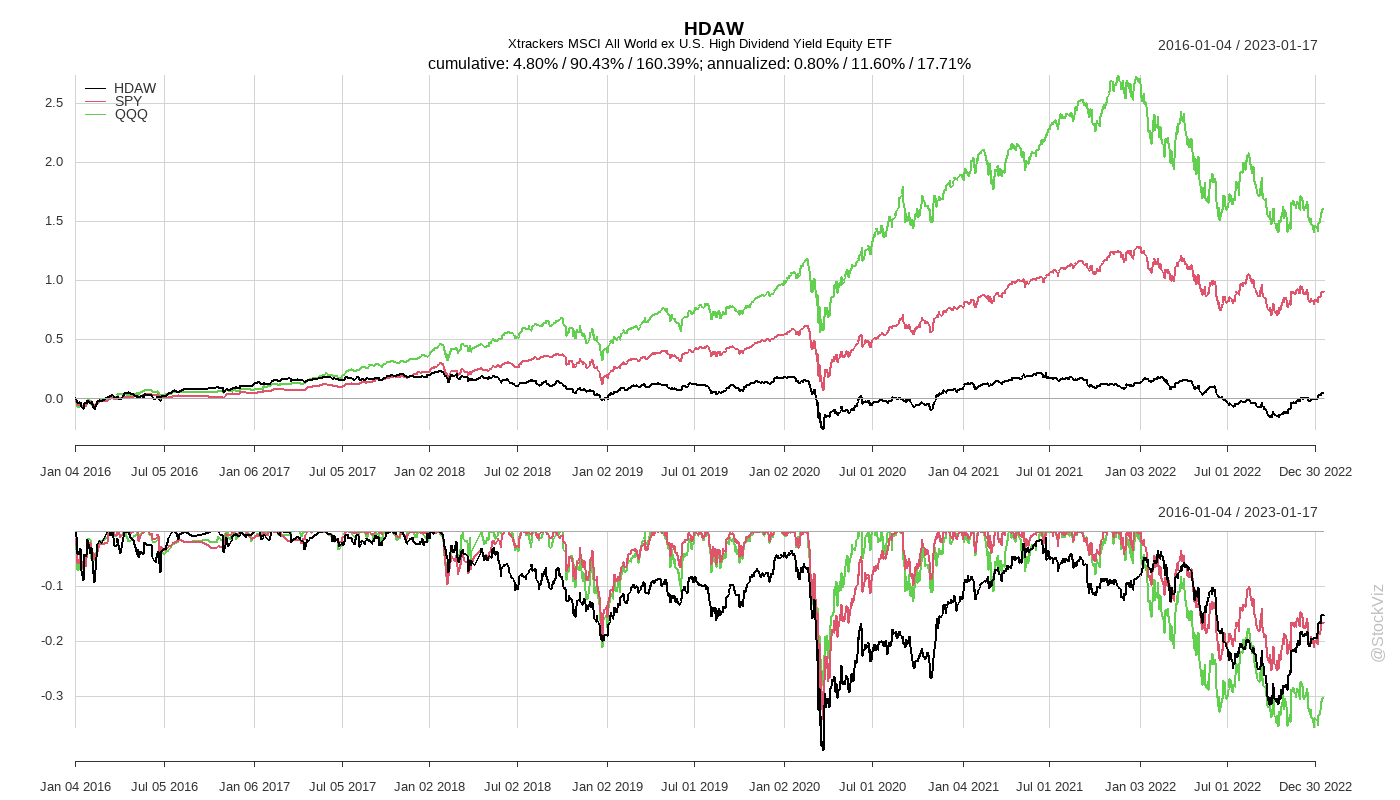 HDAW
Xtrackers MSCI All World ex U.S. High Dividend Yield Equity ETF
2016-01-04 / 2023-01-17
cumulative: 4.80% / 90.43% / 160.39%; annualized: 0.80% / 11.60% / 17.71%
HDAW
SPY
QQQ
2.5
2.0
1.5
1.0
0.5
0.0
Jan 04 2016 Jul 05 2016 Jan 06 2017 Jul 05 2017 Jan 02 2018 Jul 02 2018 Jan 02 2019 Jul 01 2019 Jan 02 2020 Jul 01 2020 Jan 04 2021 Jul 01 2021 Jan 03 2022 Jul 01 2022 Dec 30 2022
2016-01-04 / 2023-01-17
-0.1
-0.2
-0.3
Jan 04 2016 Jul 05 2016 Jan 06 2017 Jul 05 2017 Jan 02 2018 Jul 02 2018 Jan 02 2019 Jul 01 2019 Jan 02 2020 Jul 01 2020 Jan 04 2021 Jul 01 2021 Jan 03 2022 Jul 01 2022 Dec 30 2022
@StockViz